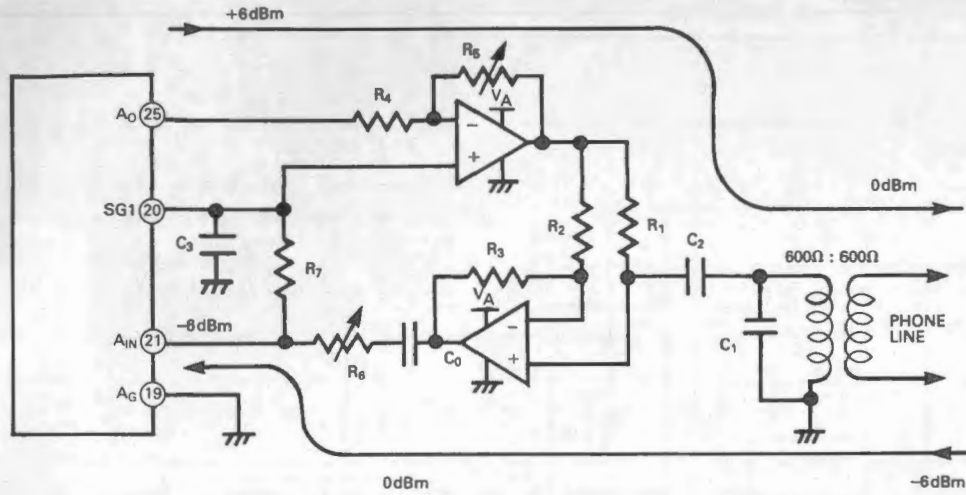 +6dBm
R5
VA
R4
AO 25
−
+
0dBm
SG1 20
R2
R1
C2
C3
R3
600Ω : 600Ω
R7
VA
−6dBm
−
PHONE
LINE
AIN 21
C1
+
R6
C0
AG 19
0dBm
−6dBm